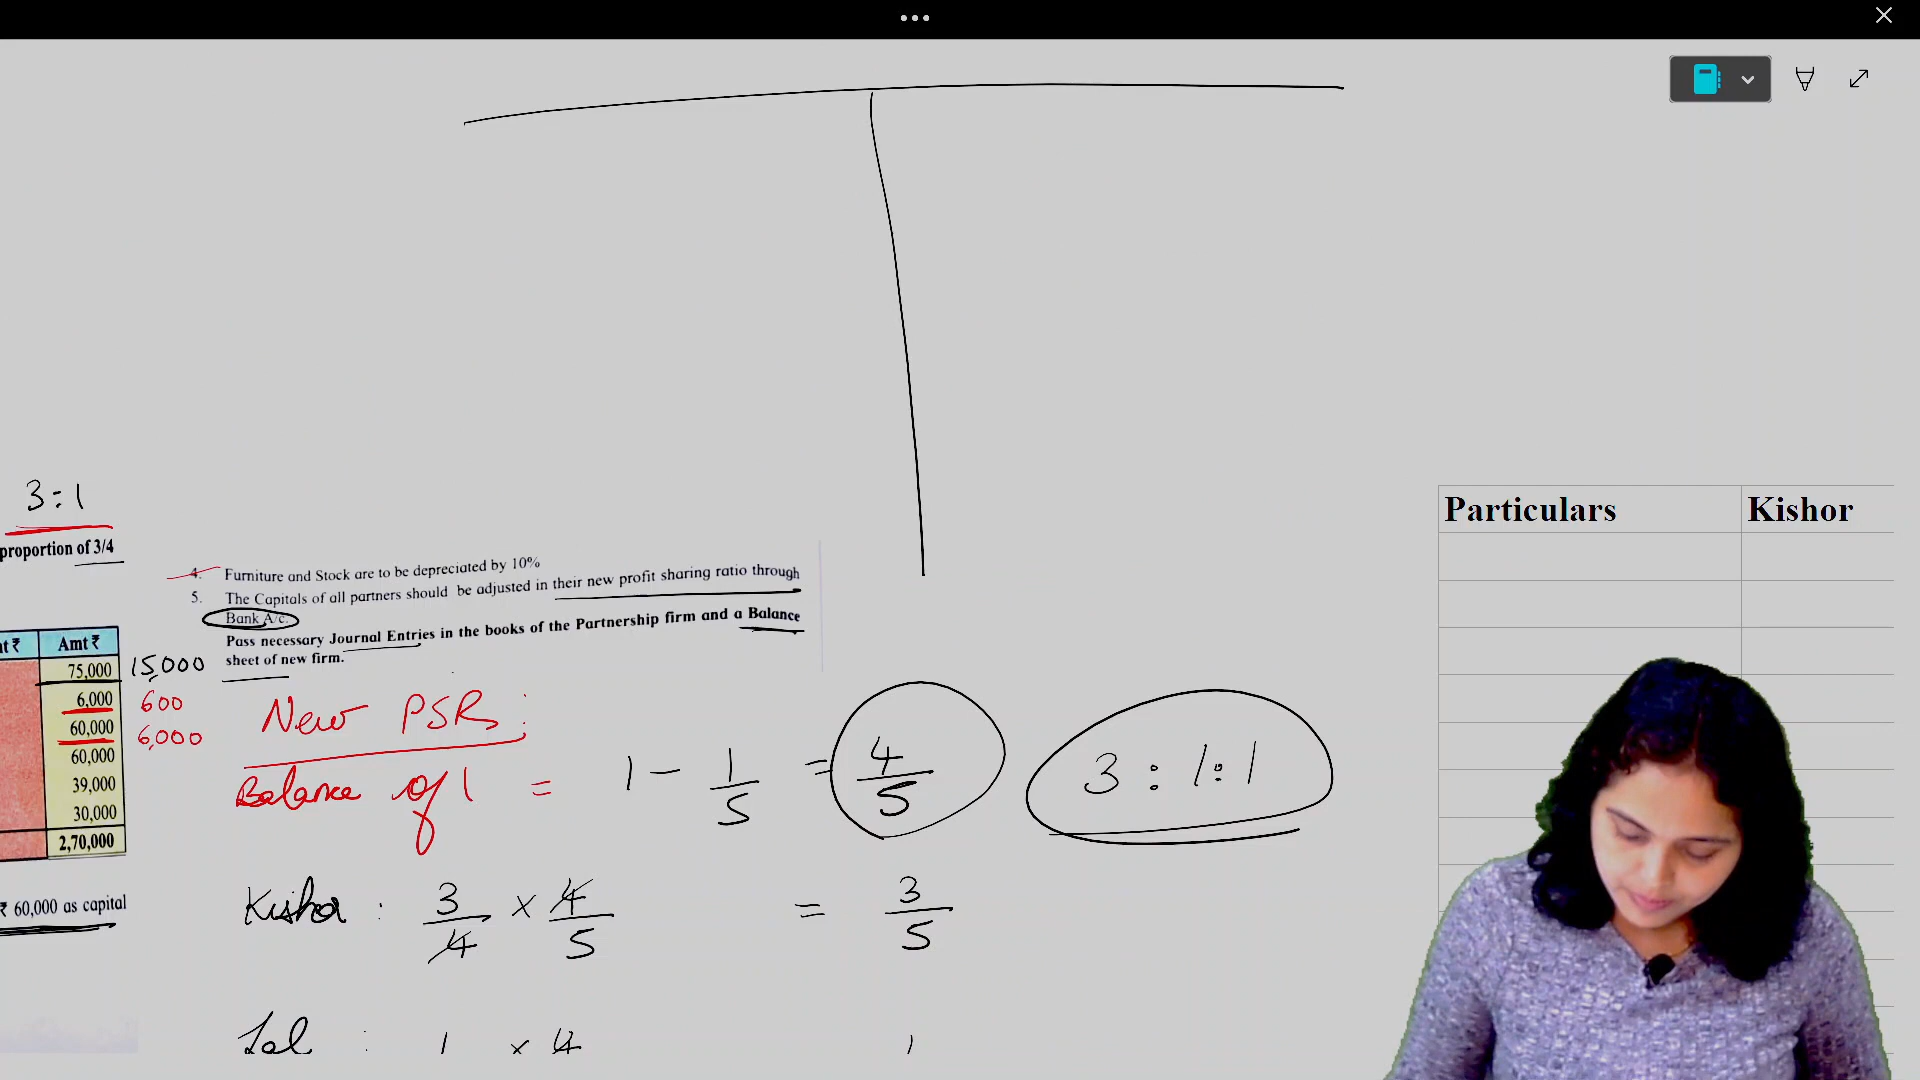 3:1
proportion of 3/4
4. Furniture and Stock are to be depreciated by 10%
5. The Capitals of all partners should be adjusted in their new profit sharing ratio through
Bank A/c.
Pass necessary Journal Entries in the books of the Partnership firm and a Balance
sheet of new firm.
Amt ₹
75,000 15,000
6,000 600
60,000 6,000
60,000
39,000
30,000
2,70,000
₹ 60,000 as capital
New PSR:
Balance of 1 = 1 - 1/5 = 4/5
3:1:1
Kishor : 3/4 × 4/5 = 3/5
Lal : 1 × 4 1
Particulars Kishor